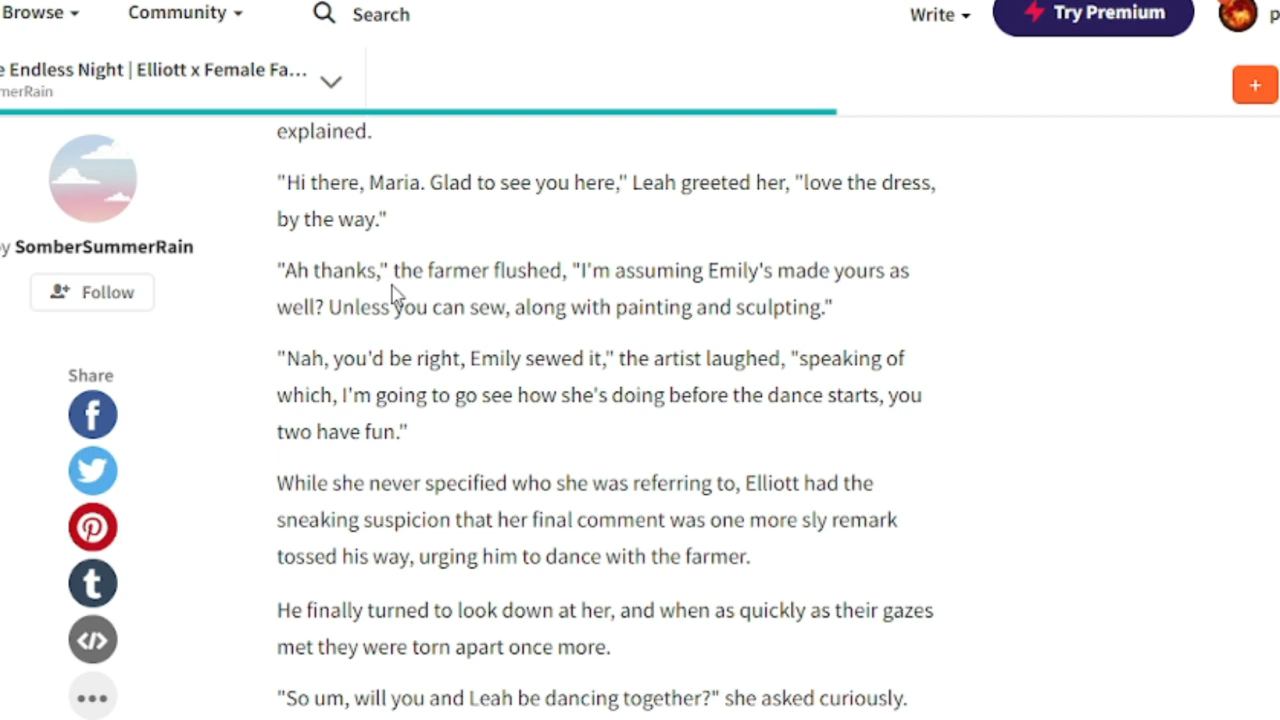 Browse
Community
Search
Write
Try Premium
p
e Endless Night | Elliott x Female Fa...
merRain
+
explained.
"Hi there, Maria. Glad to see you here," Leah greeted her, "love the dress,
by the way."
by SomberSummerRain
Follow
"Ah thanks," the farmer flushed, "I'm assuming Emily's made yours as
well? Unless you can sew, along with painting and sculpting."
"Nah, you'd be right, Emily sewed it," the artist laughed, "speaking of
which, I'm going to go see how she's doing before the dance starts, you
two have fun."
Share
f
t
</>
While she never specified who she was referring to, Elliott had the
sneaking suspicion that her final comment was one more sly remark
tossed his way, urging him to dance with the farmer.
He finally turned to look down at her, and when as quickly as their gazes
met they were torn apart once more.
"So um, will you and Leah be dancing together?" she asked curiously.